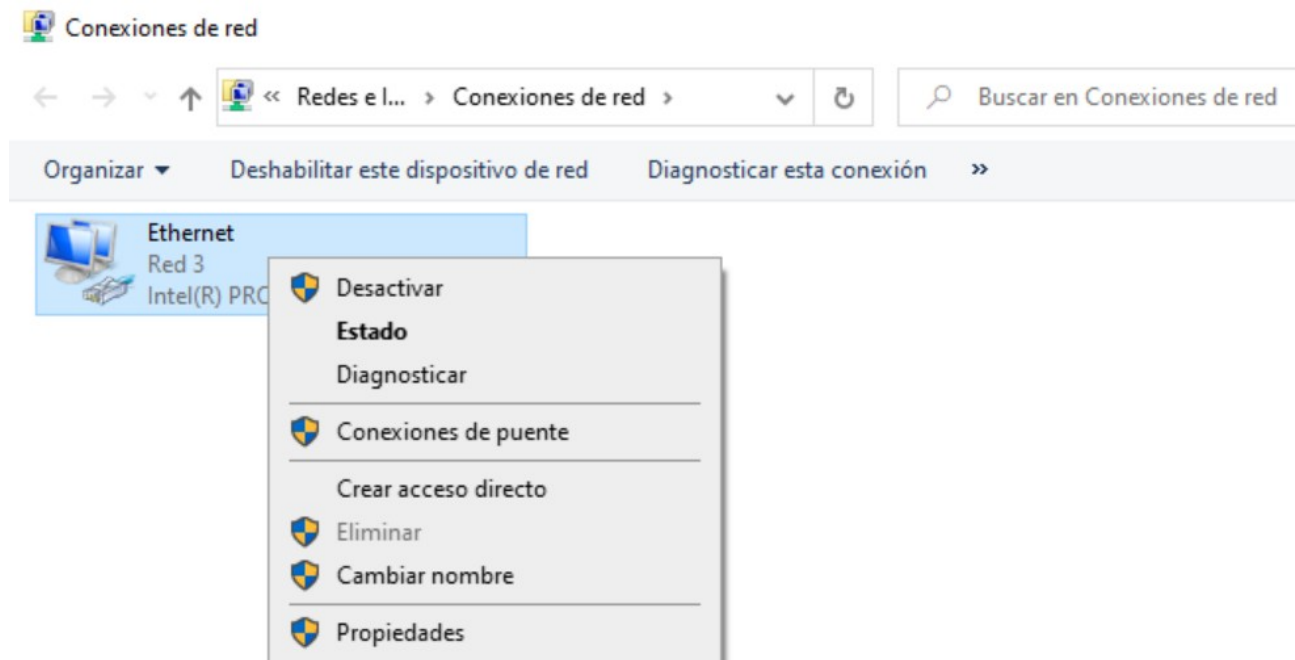 Conexiones de red
« Redes e I... › Conexiones de red ›
Buscar en Conexiones de red
Organizar Deshabilitar este dispositivo de red Diagnosticar esta conexión »
Ethernet
Red 3
Intel(R) PRO
Desactivar
Estado
Diagnosticar
Conexiones de puente
Crear acceso directo
Eliminar
Cambiar nombre
Propiedades